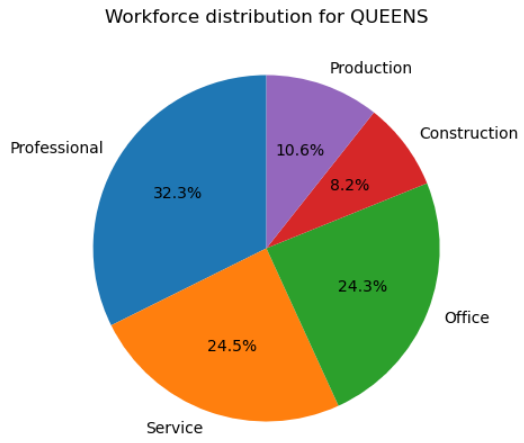 Workforce distribution for QUEENS
Production
Construction
Professional
10.6%
8.2%
32.3%
24.3%
Office
24.5%
Service